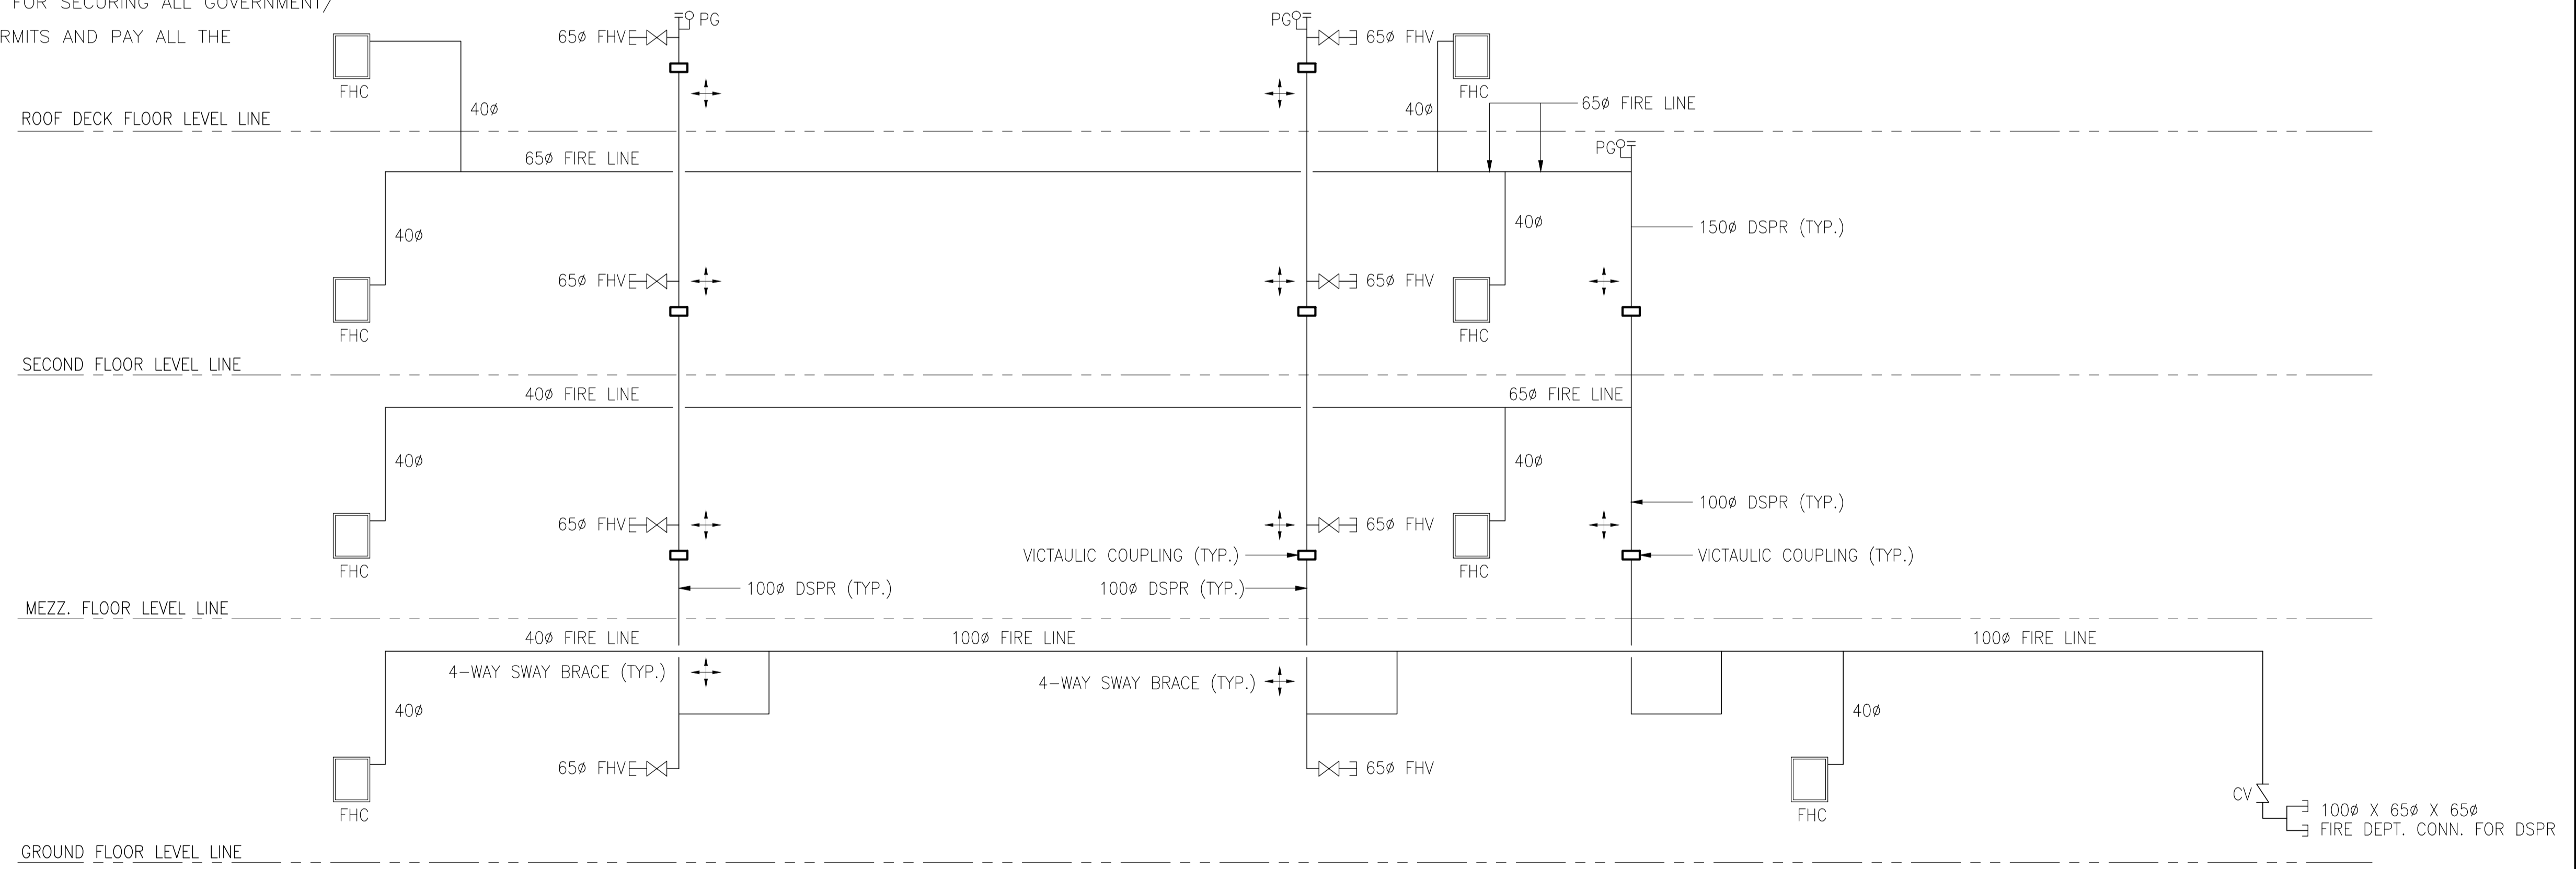 FOR SECURING ALL GOVERNMENT/
RMITS AND PAY ALL THE
PG
PG
65ø FHV
65ø FHV
FHC
FHC
40ø
40ø
65ø FIRE LINE
ROOF DECK FLOOR LEVEL LINE
PG
65ø FIRE LINE
40ø
40ø
150ø DSPR (TYP.)
65ø FHV
65ø FHV
FHC
FHC
SECOND FLOOR LEVEL LINE
40ø FIRE LINE
65ø FIRE LINE
40ø
40ø
100ø DSPR (TYP.)
65ø FHV
65ø FHV
VICTAULIC COUPLING (TYP.)
VICTAULIC COUPLING (TYP.)
FHC
FHC
100ø DSPR (TYP.)
100ø DSPR (TYP.)
MEZZ. FLOOR LEVEL LINE
40ø FIRE LINE
100ø FIRE LINE
100ø FIRE LINE
4-WAY SWAY BRACE (TYP.)
4-WAY SWAY BRACE (TYP.)
40ø
40ø
65ø FHV
65ø FHV
CV
FHC
FHC
100ø X 65ø X 65ø
FIRE DEPT. CONN. FOR DSPR
GROUND FLOOR LEVEL LINE